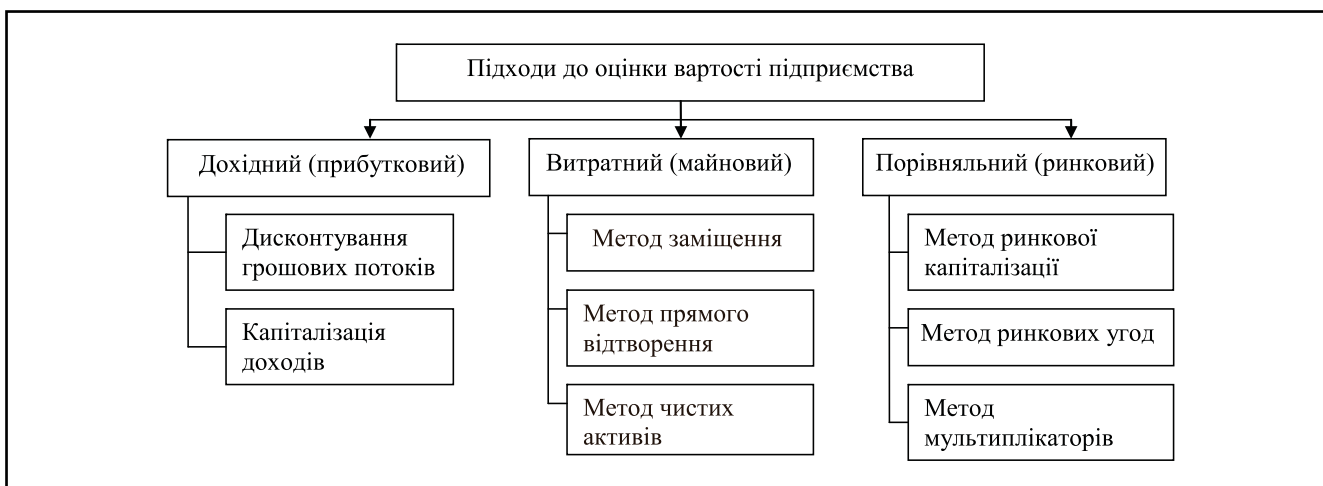 Підходи до оцінки вартості підприємства
Дохідний (прибутковий)
Дисконтування
грошових потоків
Капіталізація
доходів
Витратний (майновий)
Метод заміщення
Метод прямого
відтворення
Метод чистих
активів
Порівняльний (ринковий)
Метод ринкової
капіталізації
Метод ринкових угод
Метод
мультиплікаторів